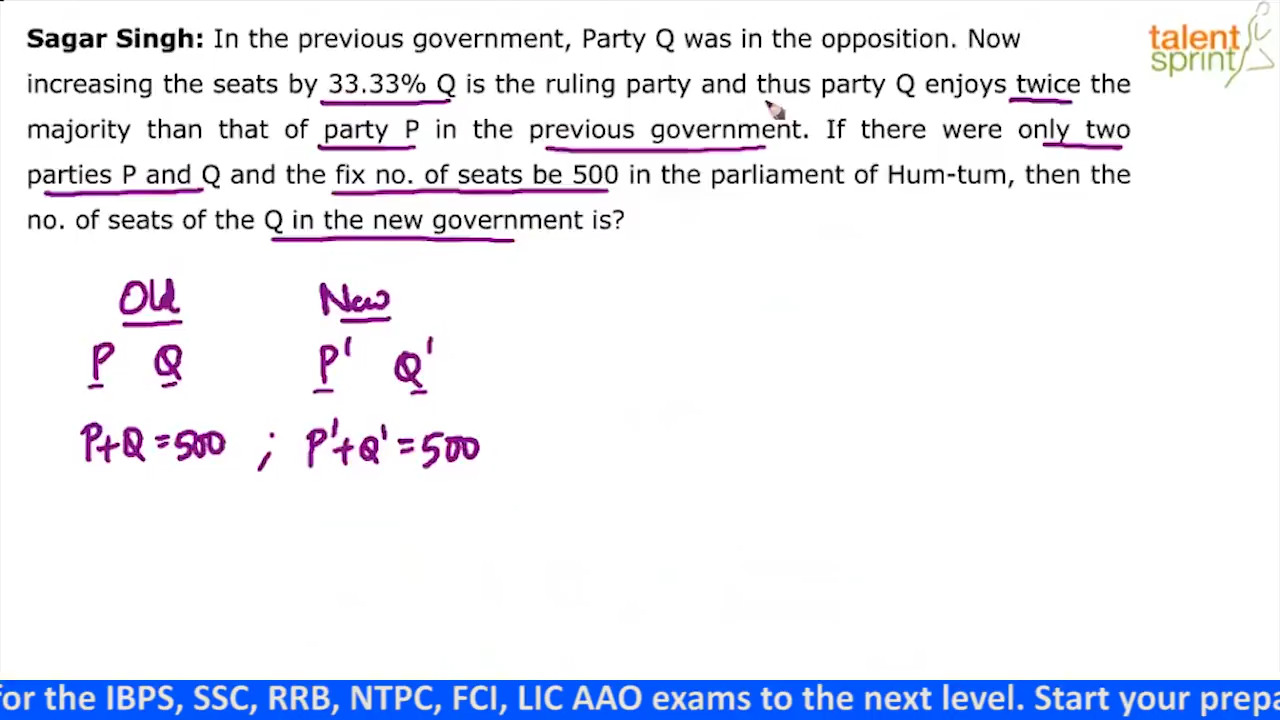 Sagar Singh: In the previous government, Party Q was in the opposition. Now
increasing the seats by 33.33% Q is the ruling party and thus party Q enjoys twice the
majority than that of party P in the previous government. If there were only two
parties P and Q and the fix no. of seats be 500 in the parliament of Hum-tum, then the
no. of seats of the Q in the new government is?
talent
sprint
Old New
P Q P' Q'
P+Q=500 ; P'+Q'=500
for the IBPS, SSC, RRB, NTPC, FCI, LIC AAO exams to the next level. Start your prepa